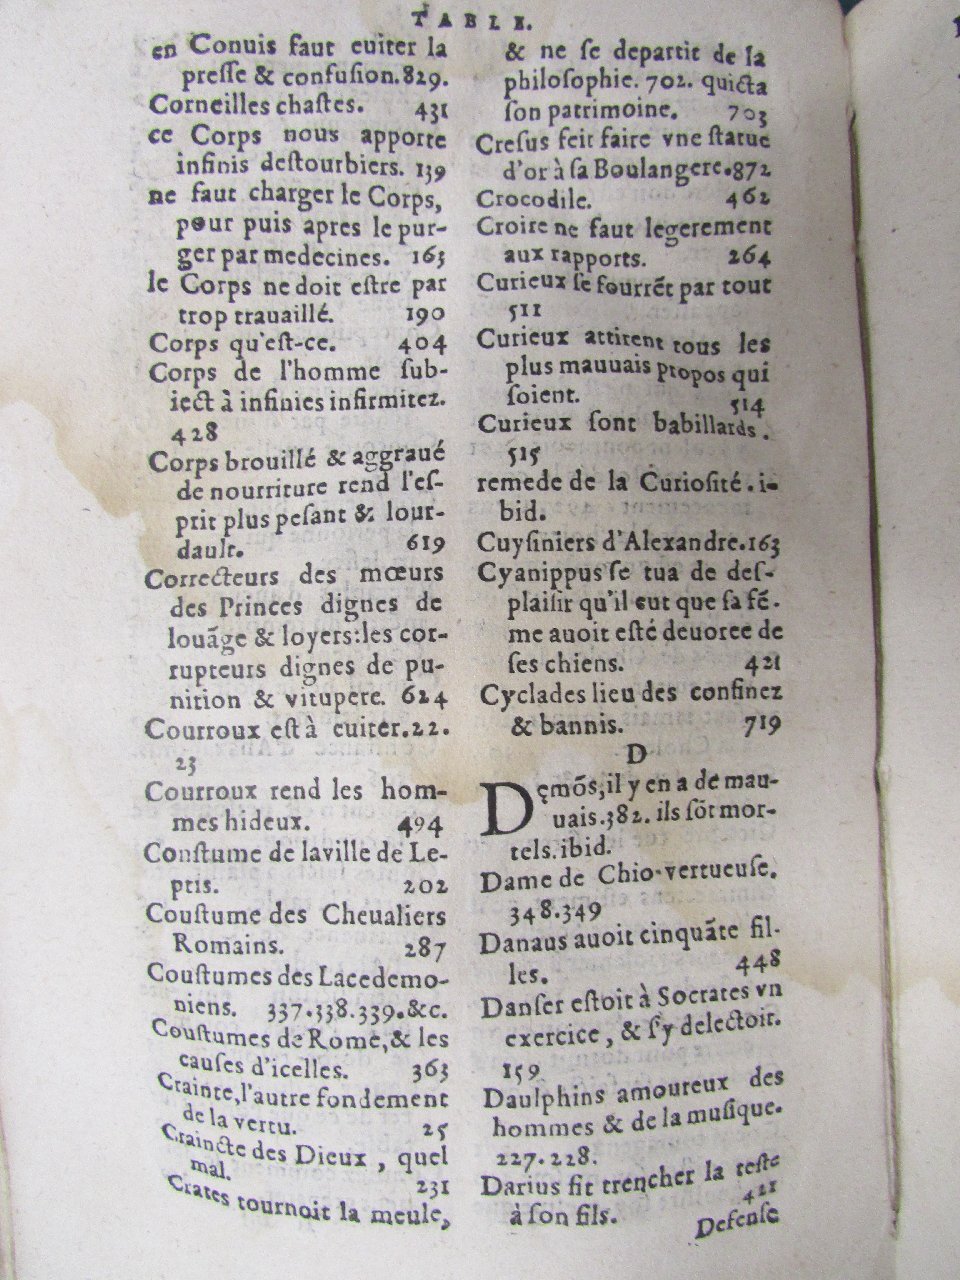 TABLE.
en Conuis faut euiter la
preſſe & confuſion.829.
Corneilles chaſtes. 431
ce Corps nous apporte
infinis deſtourbiers. 139
ne faut charger le Corps,
pour puis apres le pur-
ger par medecines. 163
le Corps ne doit eſtre par
trop trauaillé. 190
Corps qu'eſt-ce. 404
Corps de l'homme ſub-
iect à infinies infirmitez.
428
Corps brouillé & aggraué
de nourriture rend l'eſ-
prit plus peſant & lour-
dault. 619
Correcteurs des mœurs
des Princes dignes de
louãge & loyers:les cor-
rupteurs dignes de pu-
nition & vitupere. 624
Courroux eſt à euiter.22.
23
Courroux rend les hom-
mes hideux. 494
Couſtume de laville de Le-
ptis. 202
Couſtume des Cheualiers
Romains. 287
Couſtumes des Lacedemo-
niens. 337.338.339.&c.
Couſtumes de Rome,& les
cauſes d'icelles. 363
Crainte,l'autre fondement
de la vertu. 25
Craincte des Dieux, quel
mal. 231
Crates tournoit la meule,
& ne ſe departit de ſa
philoſophie. 702. quicta
ſon patrimoine. 703
Creſus feit faire vne ſtatue
d'or à ſa Boulangere.872
Crocodile. 462
Croire ne faut legerement
aux rapports. 264
Curieux ſe fourrẽt par tout
511
Curieux attirent tous les
plus mauuais propos qui
ſoient. 514
Curieux ſont babillards.
515
remede de la Curioſité.i-
bid.
Cuyſiniers d'Alexandre.163
Cyanippus ſe tua de deſ-
plaiſir qu'il eut que ſa fẽ-
me auoit eſté deuoree de
ſes chiens. 421
Cyclades lieu des confinez
& bannis. 719
D
Dęmõs,il y en a de mau-
uais.382. ils ſõt mor-
tels.ibid.
Dame de Chio vertueuſe.
348.349
Danaus auoit cinquãte fil-
les. 448
Danſer eſtoit à Socrates vn
exercice, & ſ'y delectoit.
159
Daulphins amoureux des
hommes & de la muſique.
227.228.
Darius fit trencher la teſte
à ſon fils. 421
Defenſe